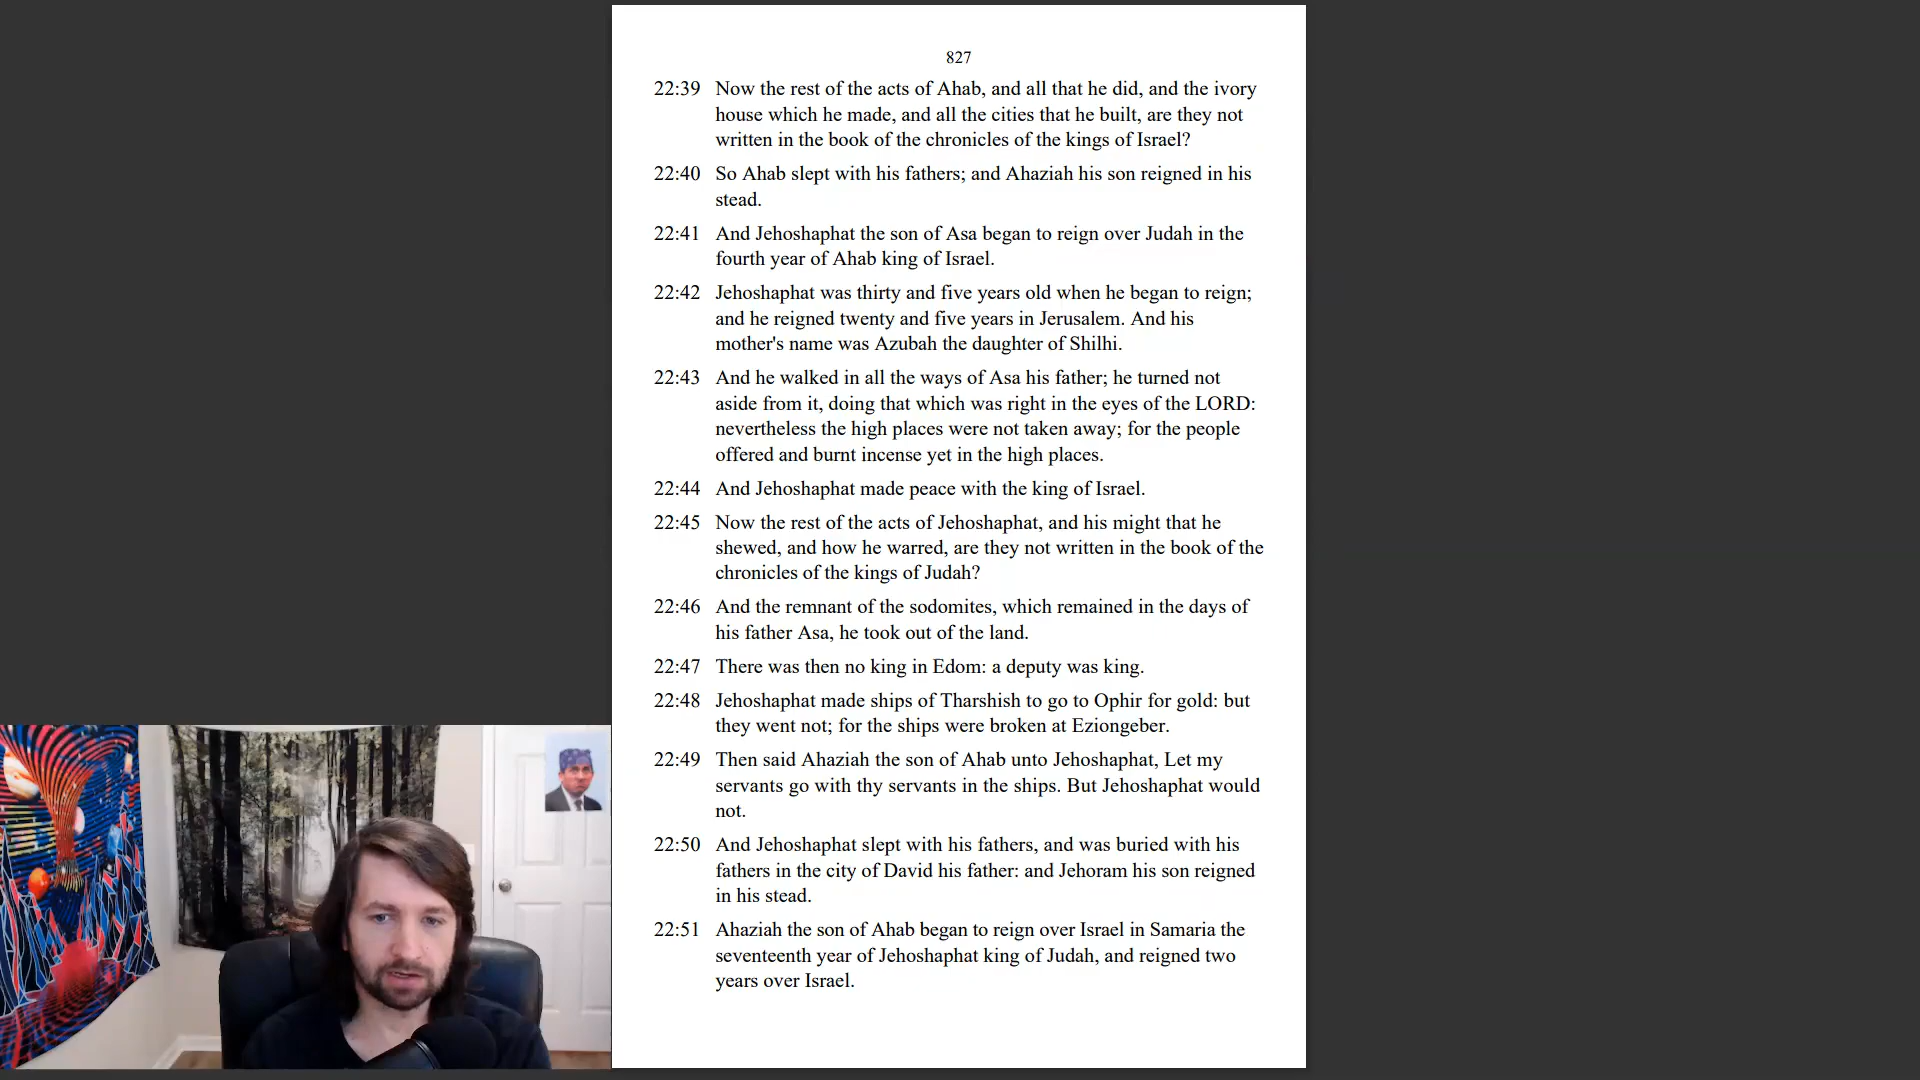 827
22:39 Now the rest of the acts of Ahab, and all that he did, and the ivory
house which he made, and all the cities that he built, are they not
written in the book of the chronicles of the kings of Israel?
22:40 So Ahab slept with his fathers; and Ahaziah his son reigned in his
stead.
22:41 And Jehoshaphat the son of Asa began to reign over Judah in the
fourth year of Ahab king of Israel.
22:42 Jehoshaphat was thirty and five years old when he began to reign;
and he reigned twenty and five years in Jerusalem. And his
mother's name was Azubah the daughter of Shilhi.
22:43 And he walked in all the ways of Asa his father; he turned not
aside from it, doing that which was right in the eyes of the LORD:
nevertheless the high places were not taken away; for the people
offered and burnt incense yet in the high places.
22:44 And Jehoshaphat made peace with the king of Israel.
22:45 Now the rest of the acts of Jehoshaphat, and his might that he
shewed, and how he warred, are they not written in the book of the
chronicles of the kings of Judah?
22:46 And the remnant of the sodomites, which remained in the days of
his father Asa, he took out of the land.
22:47 There was then no king in Edom: a deputy was king.
22:48 Jehoshaphat made ships of Tharshish to go to Ophir for gold: but
they went not; for the ships were broken at Eziongeber.
22:49 Then said Ahaziah the son of Ahab unto Jehoshaphat, Let my
servants go with thy servants in the ships. But Jehoshaphat would
not.
22:50 And Jehoshaphat slept with his fathers, and was buried with his
fathers in the city of David his father: and Jehoram his son reigned
in his stead.
22:51 Ahaziah the son of Ahab began to reign over Israel in Samaria the
seventeenth year of Jehoshaphat king of Judah, and reigned two
years over Israel.